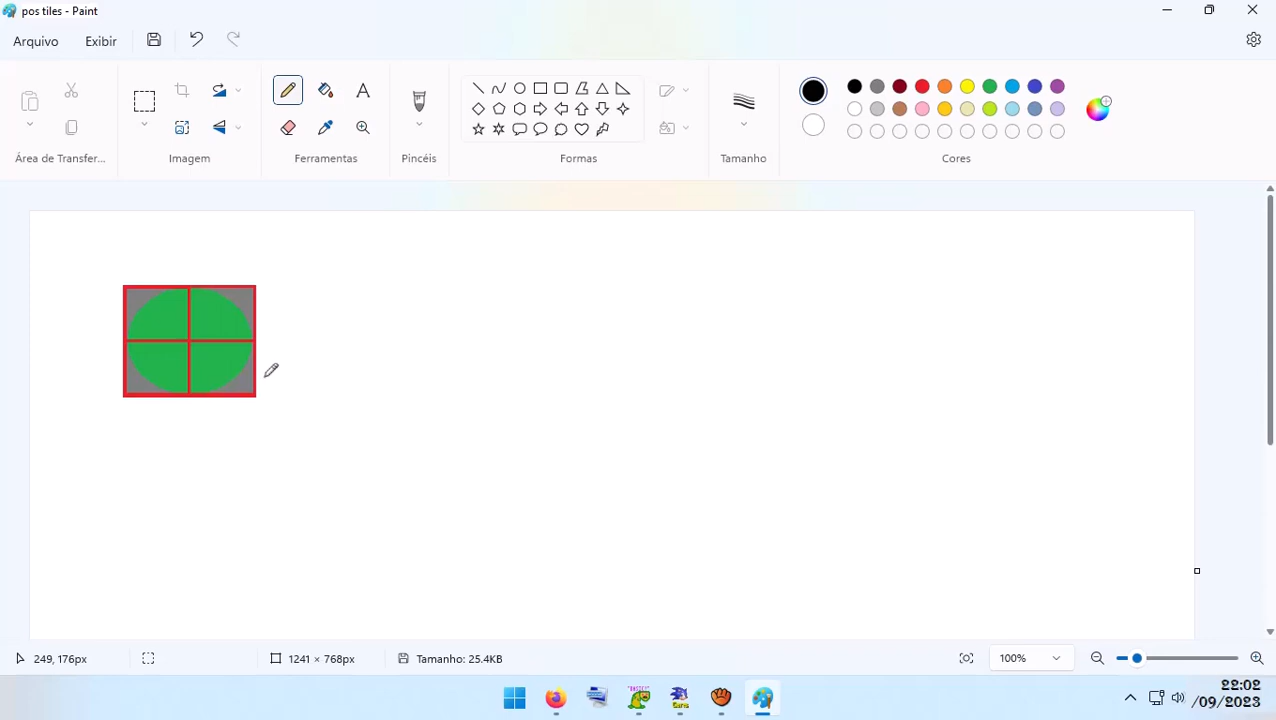 pos tiles - Paint
Arquivo
Exibir
A
Área de Transfer...
Imagem
Ferramentas
Pincéis
Formas
Tamanho
Cores
249, 176px
1241 × 768px
Tamanho: 25.4KB
100%
22:02
/09/2023